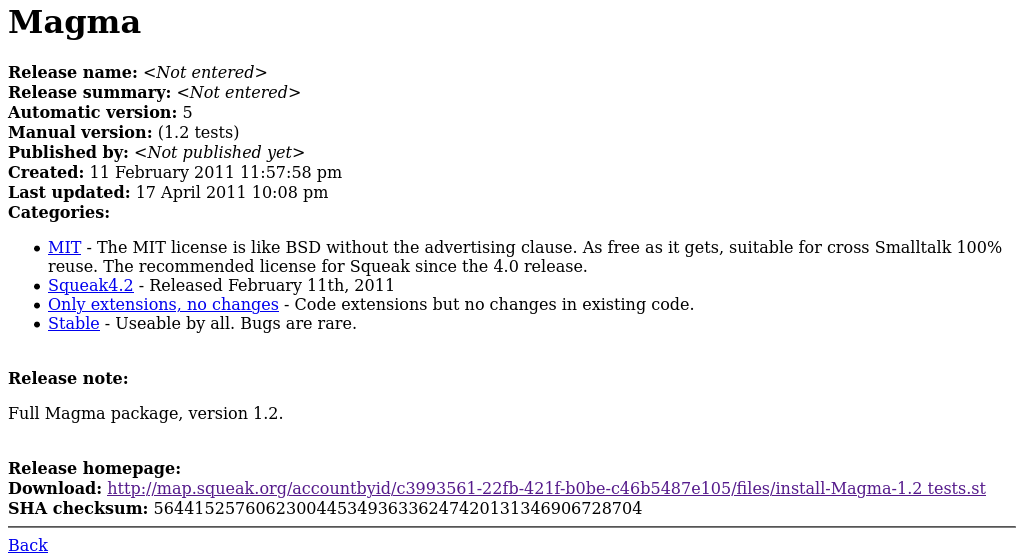 Magma
Release name: <Not entered>
Release summary: <Not entered>
Automatic version: 5
Manual version: (1.2 tests)
Published by: <Not published yet>
Created: 11 February 2011 11:57:58 pm
Last updated: 17 April 2011 10:08 pm
Categories:
• MIT - The MIT license is like BSD without the advertising clause. As free as it gets, suitable for cross Smalltalk 100%
reuse. The recommended license for Squeak since the 4.0 release.
• Squeak4.2 - Released February 11th, 2011
• Only extensions, no changes - Code extensions but no changes in existing code.
• Stable - Useable by all. Bugs are rare.
Release note:
Full Magma package, version 1.2.
Release homepage:
Download: http://map.squeak.org/accountbyid/c3993561-22fb-421f-b0be-c46b5487e105/files/install-Magma-1.2 tests.st
SHA checksum: 564415257606230044534936336247420131346906728704
Back